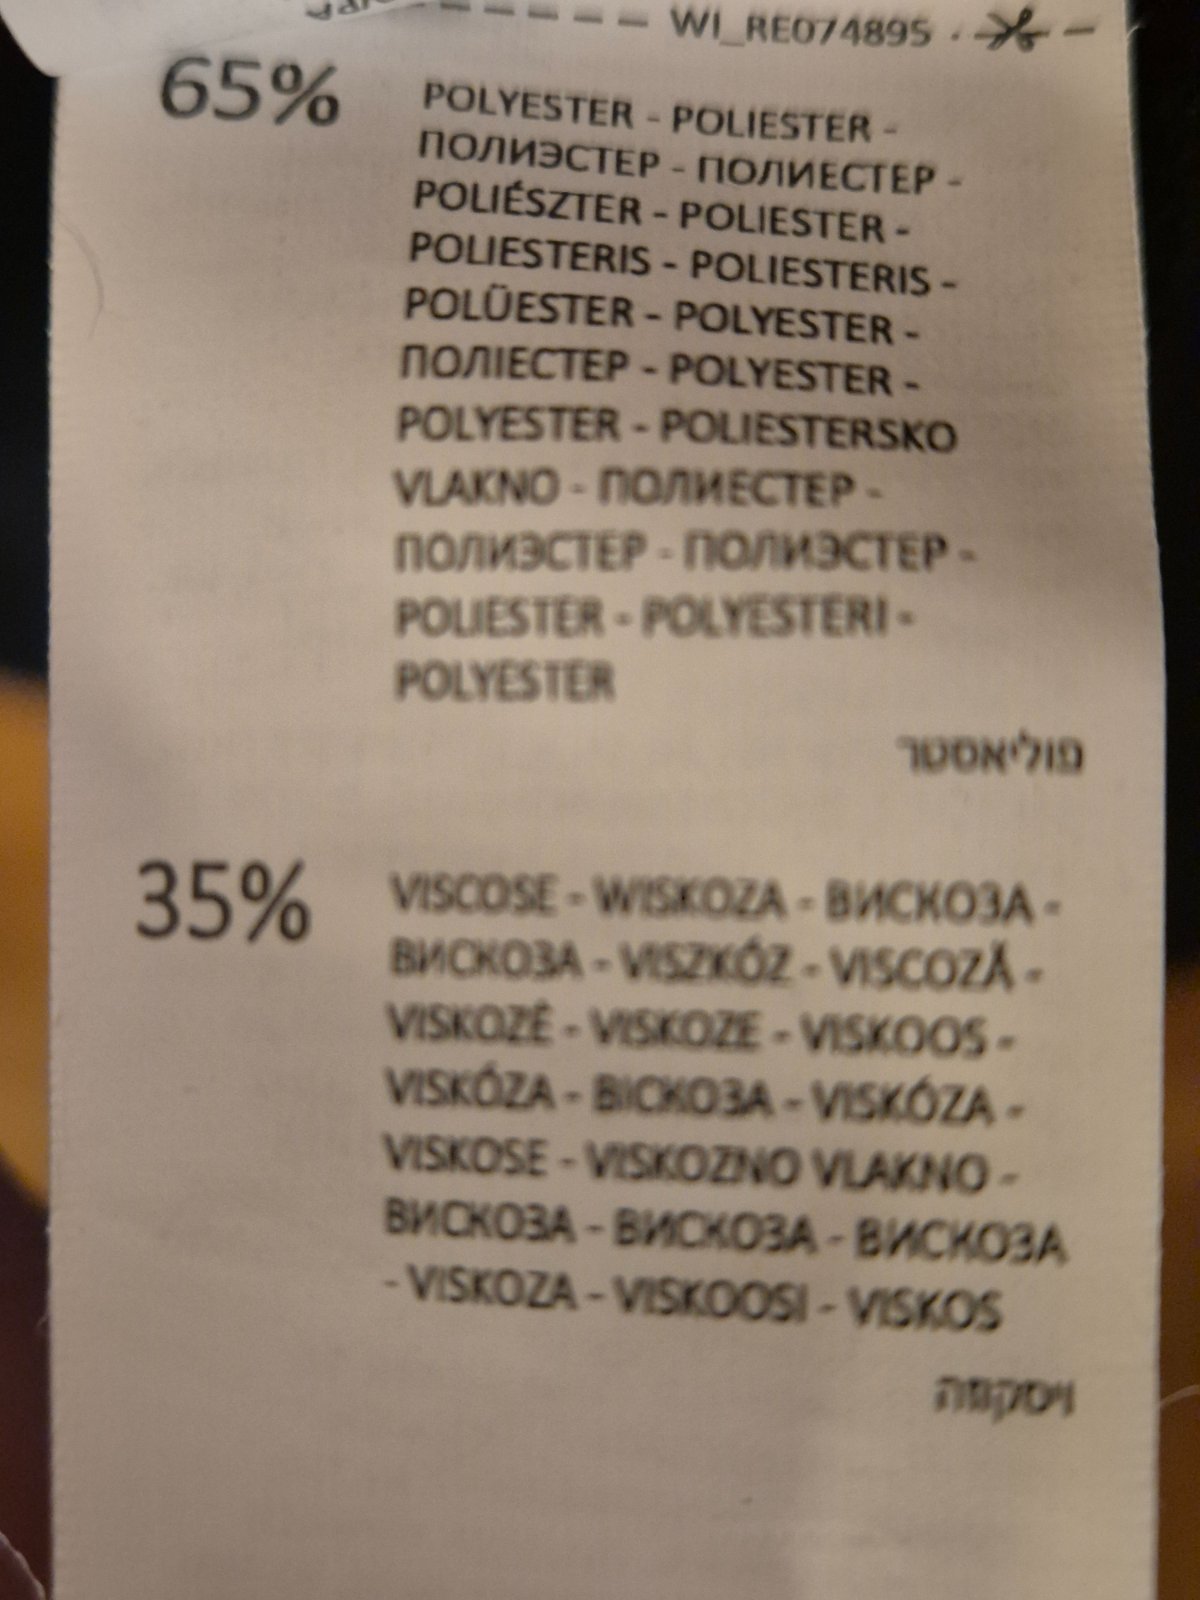 WI_RE074895
65%
POLYESTER - POLIESTER -
ПОЛИЭСТЕР - ПОЛИЕСТЕР -
POLIÉSZTER - POLIESTER -
POLIESTERIS - POLIESTERIS -
POLÜESTER - POLYESTER -
ПОЛІЕСТЕР - POLYESTER -
POLYESTER - POLIESTERSKO
VLAKNO - ПОЛИЕСТЕР -
ПОЛИЭСТЕР - ПОЛИЭСТЕР -
POLIESTER - POLYESTERI -
POLYESTER
פוליאסטר
35%
VISCOSE - WISKOZA - ВИСКОЗА -
ВИСКОЗА - VISZKÓZ - VISCOZĂ -
VISKOZĖ - VISKOZE - VISKOOS -
VISKÓZA - ВІСКОЗА - VISKÓZA -
VISKOSE - VISKOZNO VLAKNO -
ВИСКОЗА - ВИСКОЗА - ВИСКОЗА
- VISKOZA - VISKOOSI - VISKOS
ויסקוזה